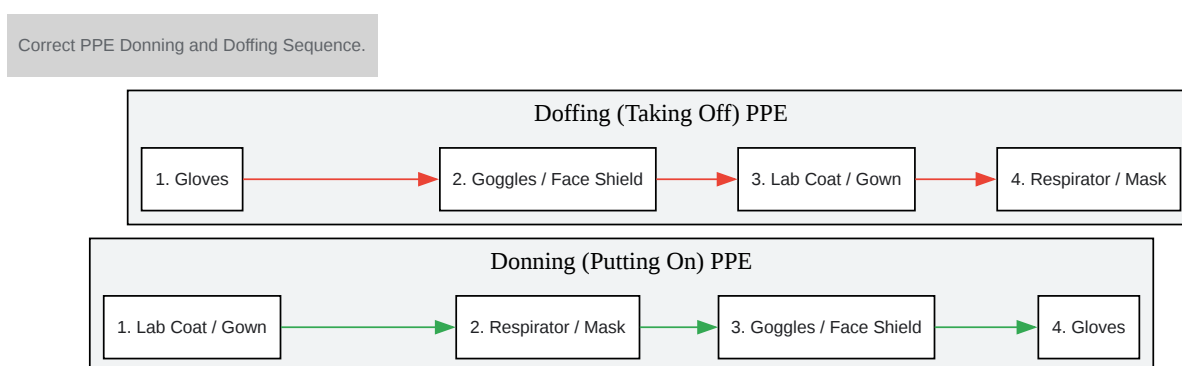 Correct PPE Donning and Doffing Sequence.
Doffing (Taking Off) PPE
1. Gloves
2. Goggles / Face Shield
3. Lab Coat / Gown
4. Respirator / Mask
Donning (Putting On) PPE
1. Lab Coat / Gown
2. Respirator / Mask
3. Goggles / Face Shield
4. Gloves